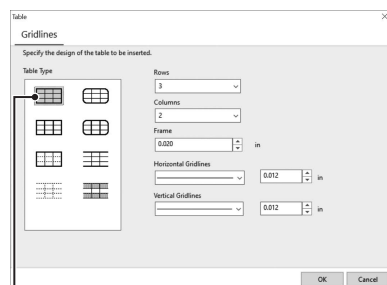 Table
Gridlines
Specify the design of the table to be inserted.
Table Type
Rows
3
Columns
2
Frame
0.020 in
Horizontal Gridlines
0.012 in
Vertical Gridlines
0.012 in
OK Cancel